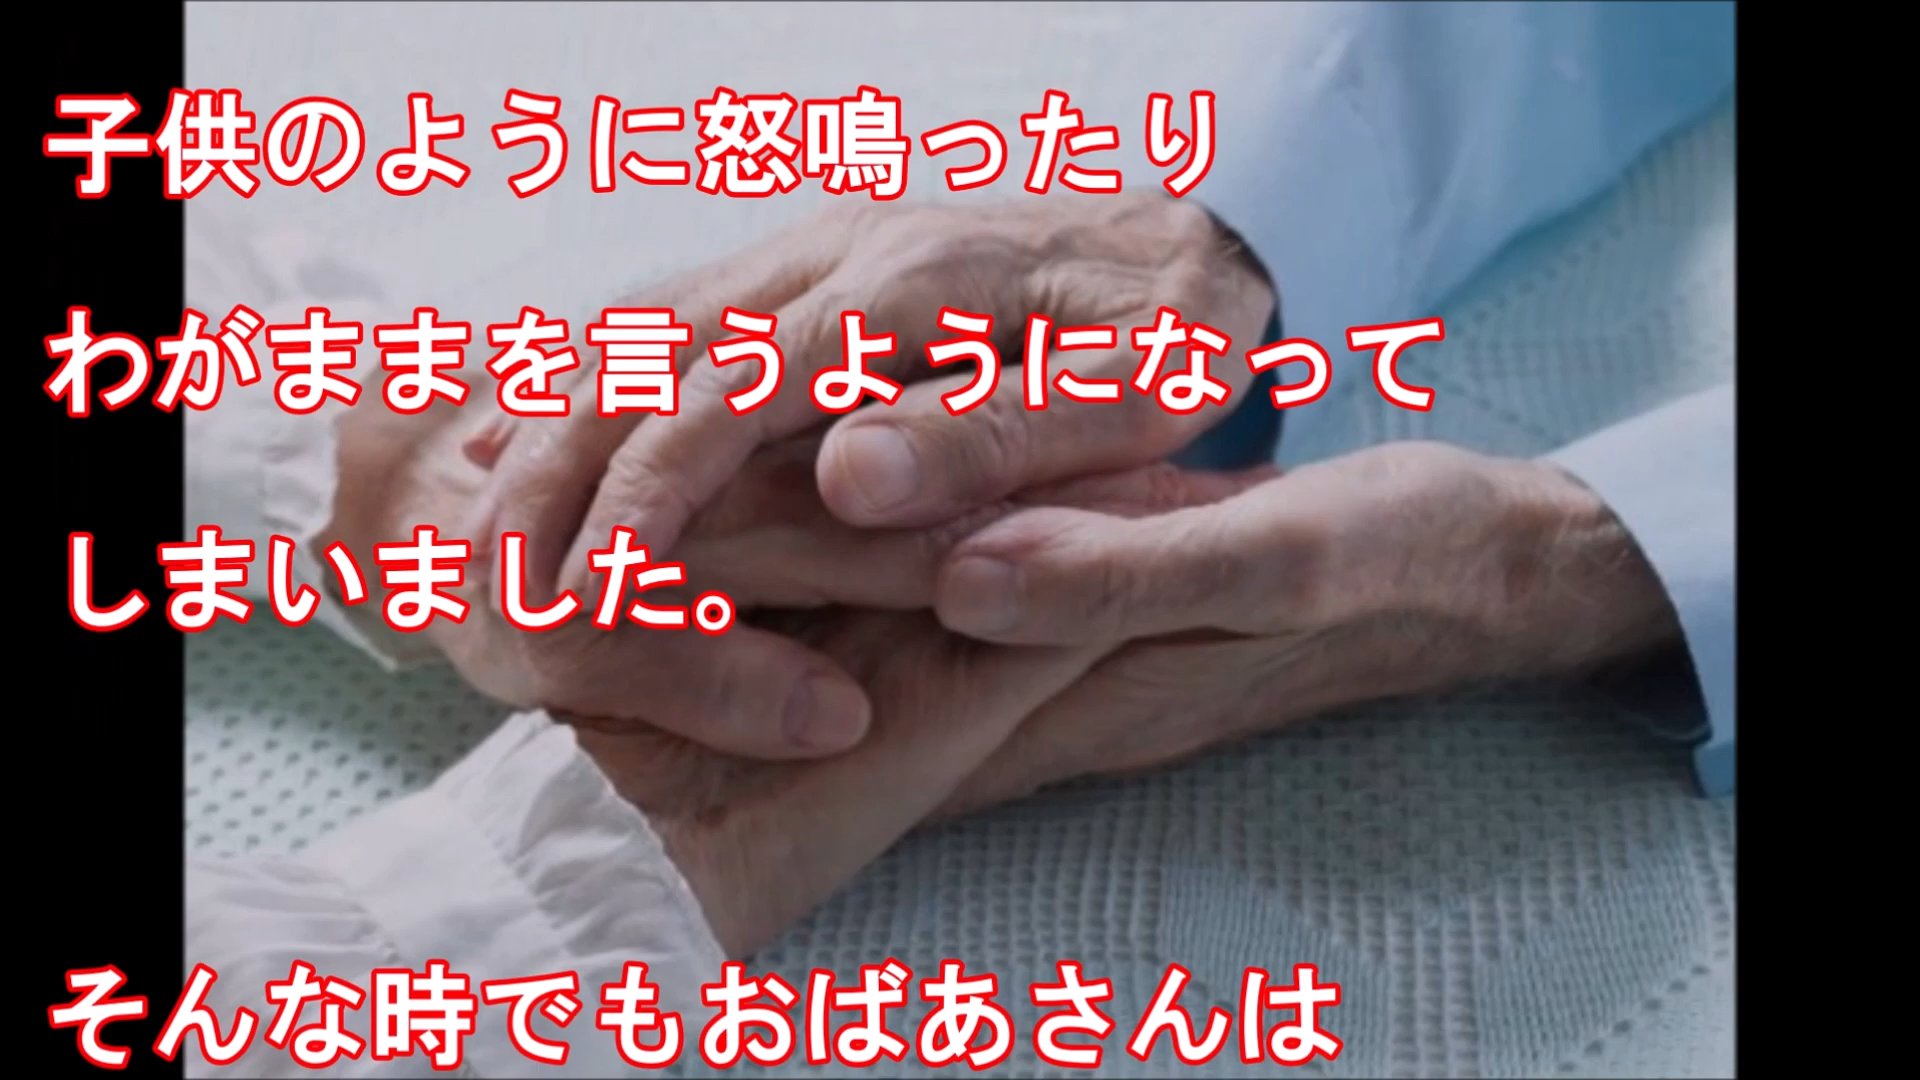 子供のように怒鳴ったり
わがままを言うようになって
しまいました。
そんな時でもおばあさんは